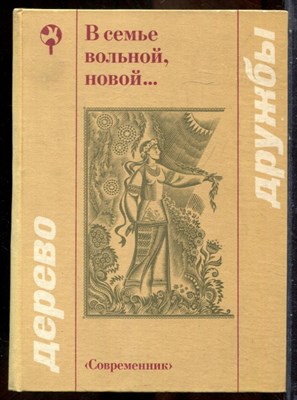 В семье
вольной,
новой...
дерево
дружбы
‹Современник›